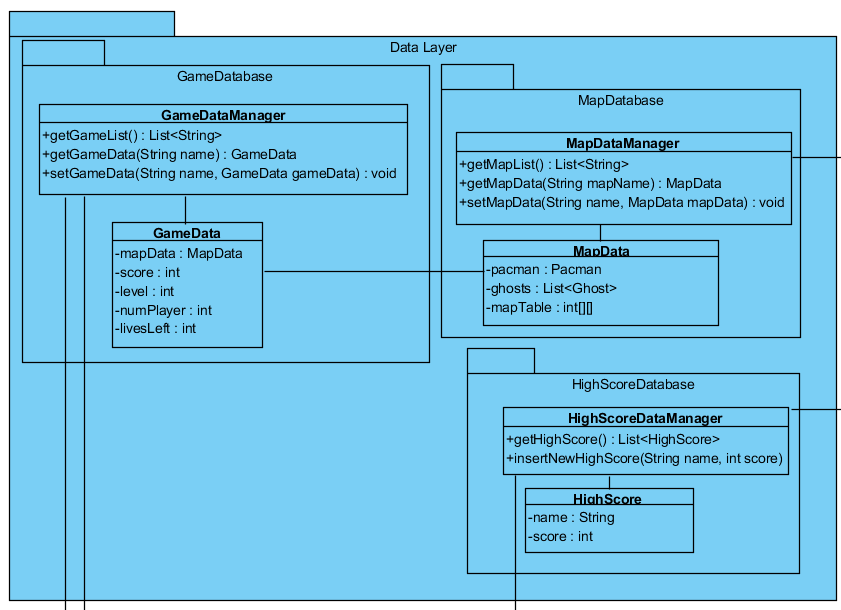 Data Layer
GameDatabase
GameDataManager
+getGameList() : List<String>
+getGameData(String name) : GameData
+setGameData(String name, GameData gameData) : void
GameData
-mapData : MapData
-score : int
-level : int
-numPlayer : int
-livesLeft : int
MapDatabase
MapDataManager
+getMapList() : List<String>
+getMapData(String mapName) : MapData
+setMapData(String name, MapData mapData) : void
MapData
-pacman : Pacman
-ghosts : List<Ghost>
-mapTable : int[][]
HighScoreDatabase
HighScoreDataManager
+getHighScore() : List<HighScore>
+insertNewHighScore(String name, int score)
HighScore
-name : String
-score : int